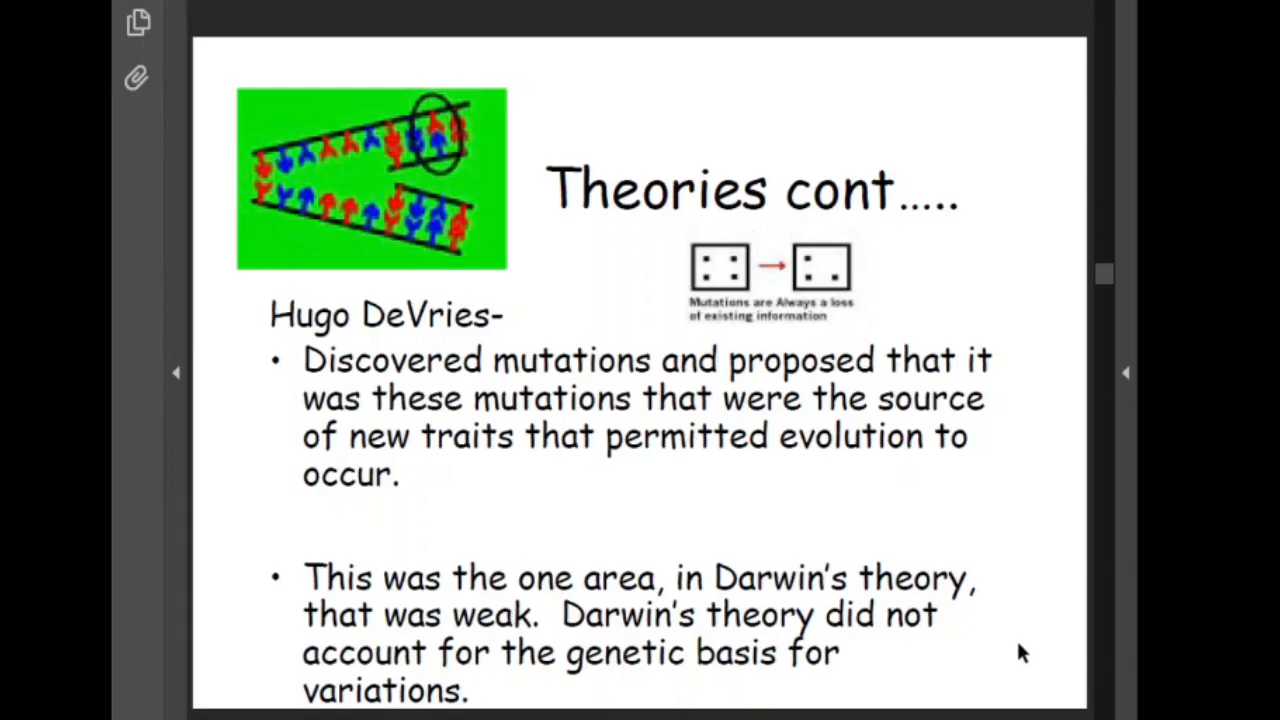 Theories cont…..
Mutations are Always a loss
of existing information
Hugo DeVries-
• Discovered mutations and proposed that it
was these mutations that were the source
of new traits that permitted evolution to
occur.
• This was the one area, in Darwin's theory,
that was weak.  Darwin's theory did not
account for the genetic basis for
variations.